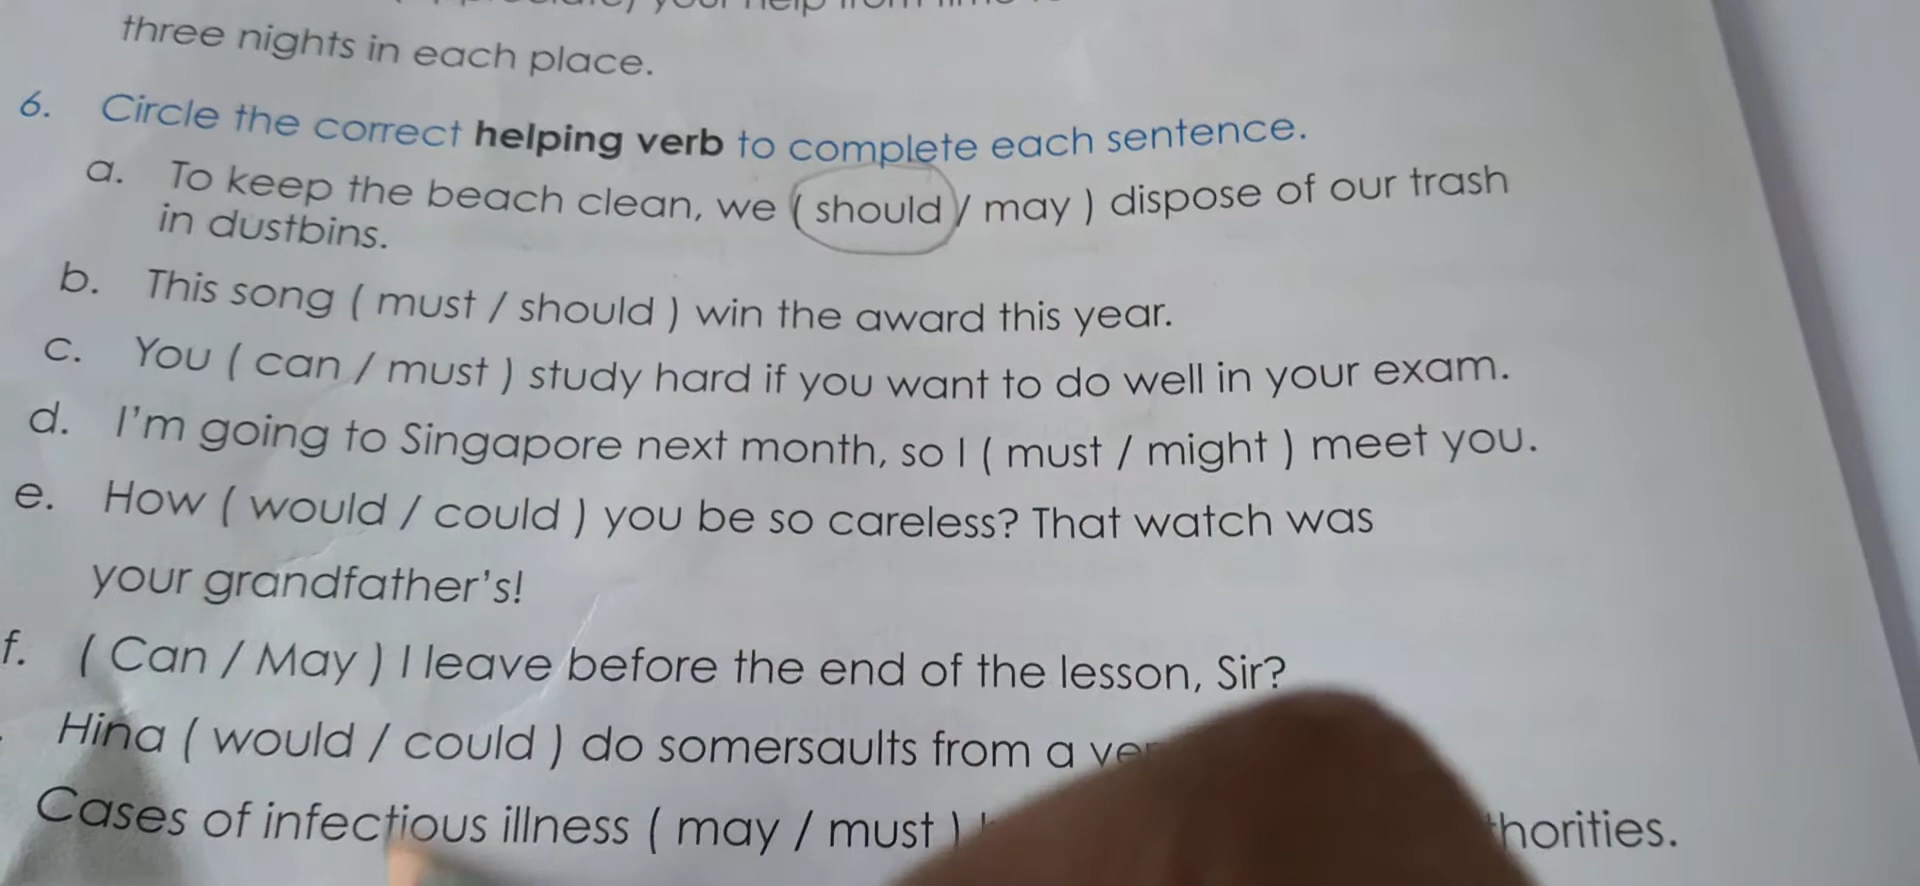 your help from
three nights in each place.
6. Circle the correct helping verb to complete each sentence.
a. To keep the beach clean, we ( should / may ) dispose of our trash
in dustbins.
b. This song ( must / should ) win the award this year.
c. You ( can / must ) study hard if you want to do well in your exam.
d. I'm going to Singapore next month, so I ( must / might ) meet you.
e. How ( would / could ) you be so careless? That watch was
your grandfather's!
f. ( Can / May ) I leave before the end of the lesson, Sir?
Hina ( would / could ) do somersaults from a
Cases of infectious illness ( may / must )